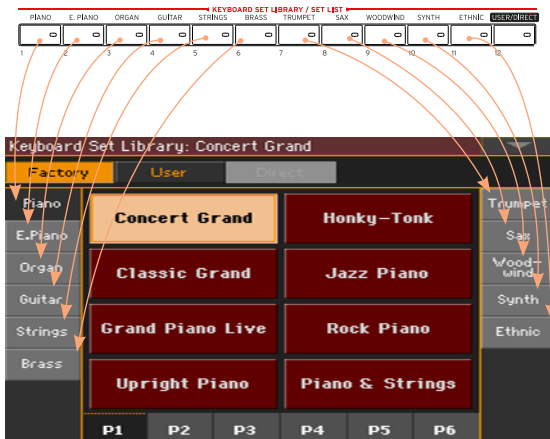 KEYBOARD SET LIBRARY / SET LIST
PIANO E. PIANO ORGAN GUITAR STRINGS BRASS TRUMPET SAX WOODWIND SYNTH ETHNIC USER/DIRECT
1 2 3 4 5 6 7 8 9 10 11 12
Keyboard Set Library: Concert Grand
Factory User Direct
Piano Concert Grand Honky-Tonk Trumpet
E.Piano Sax
Organ Classic Grand Jazz Piano Wood-
wind
Guitar Synth
Strings Grand Piano Live Rock Piano Ethnic
Brass
Upright Piano Piano & Strings
P1 P2 P3 P4 P5 P6